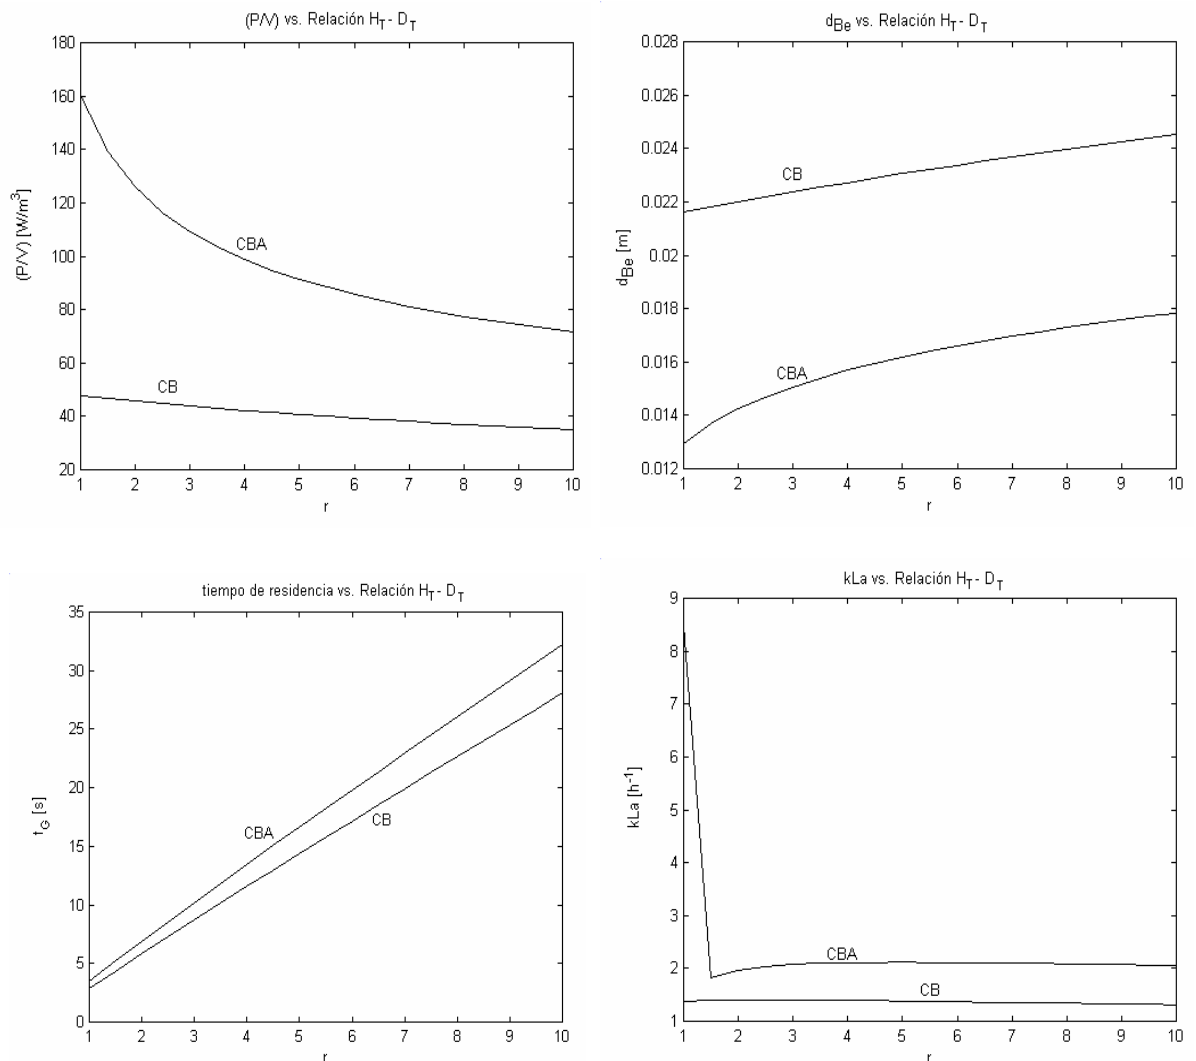 (P/V) vs. Relación H_T - D_T
180
160
140
120
100
80
60
40
20
(P/V) [W/m³]
CBA
CB
1 2 3 4 5 6 7 8 9 10
r
d_Be vs. Relación H_T - D_T
0.028
0.026
0.024
0.022
0.02
0.018
0.016
0.014
0.012
d_Be [m]
CB
CBA
1 2 3 4 5 6 7 8 9 10
r
tiempo de residencia vs. Relación H_T - D_T
35
30
25
20
15
10
5
0
t_G [s]
CBA
CB
1 2 3 4 5 6 7 8 9 10
r
kLa vs. Relación H_T - D_T
9
8
7
6
5
4
3
2
1
kLa [h⁻¹]
CBA
CB
1 2 3 4 5 6 7 8 9 10
r